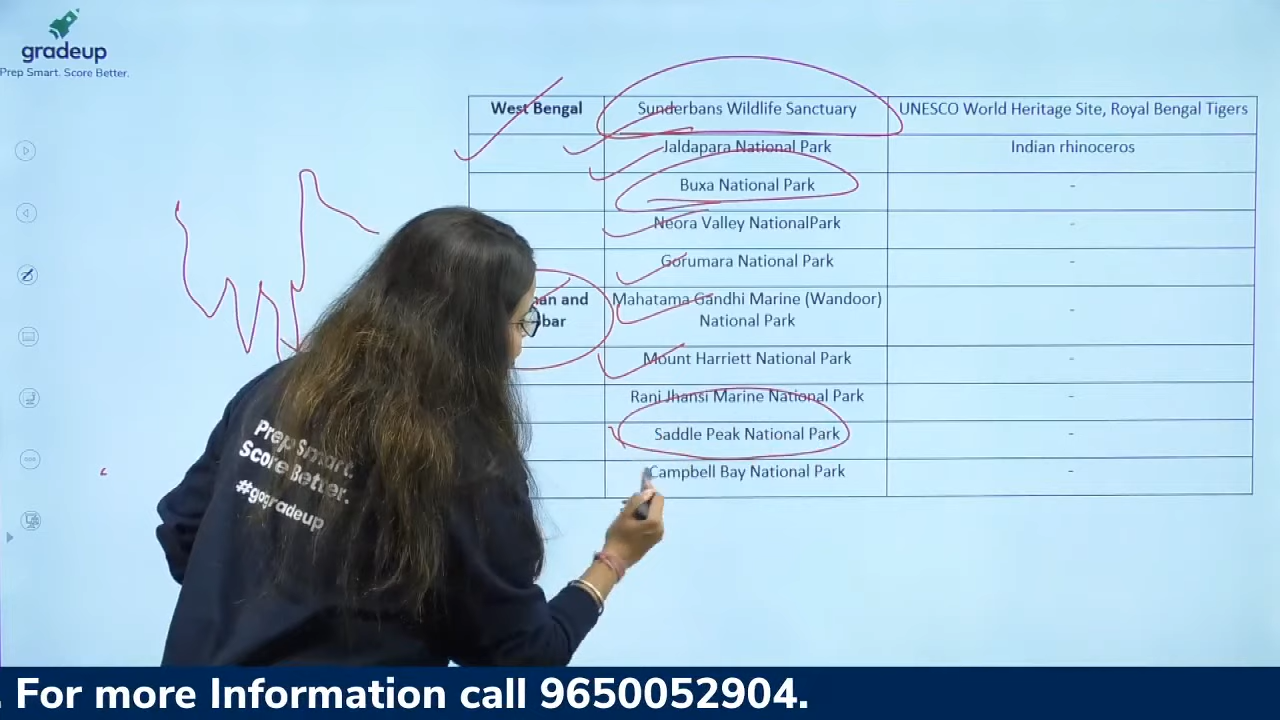 gradeup
Prep Smart. Score Better.
West Bengal
Sunderbans Wildlife Sanctuary
UNESCO World Heritage Site, Royal Bengal Tigers
Jaldapara National Park
Indian rhinoceros
Buxa National Park
-
Neora Valley NationalPark
-
Gorumara National Park
-
and
Mahatama Gandhi Marine (Wandoor)
National Park
-
Mount Harriett National Park
-
Rani Jhansi Marine National Park
-
Saddle Peak National Park
-
Campbell Bay National Park
-
Prep Smart.
Score Better.
#gogradeup
. For more Information call 9650052904.